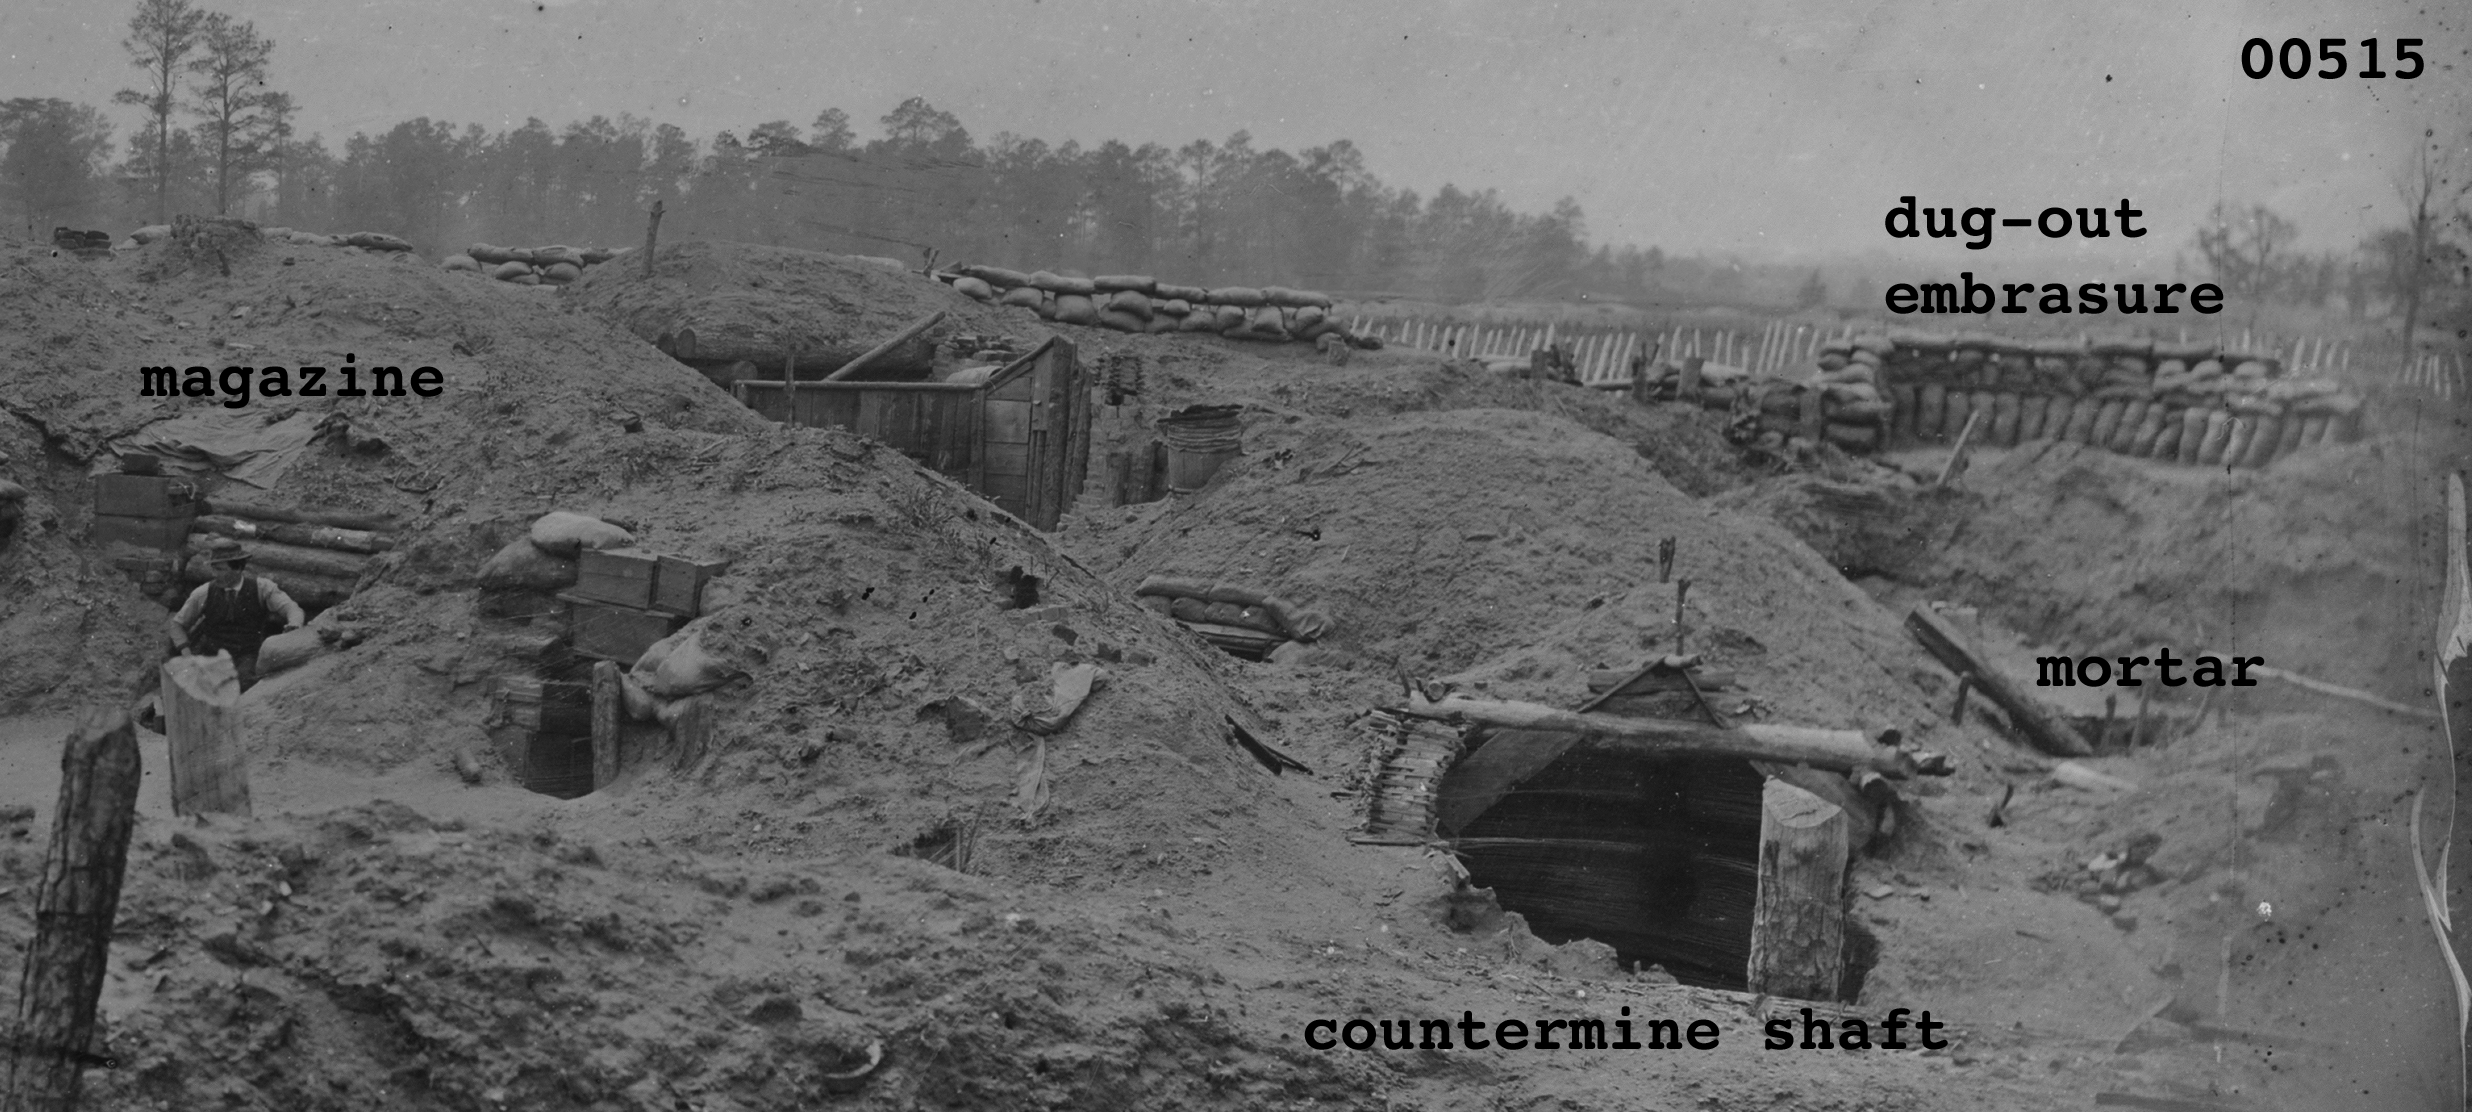 00515
dug-out
embrasure
magazine
mortar
countermine shaft